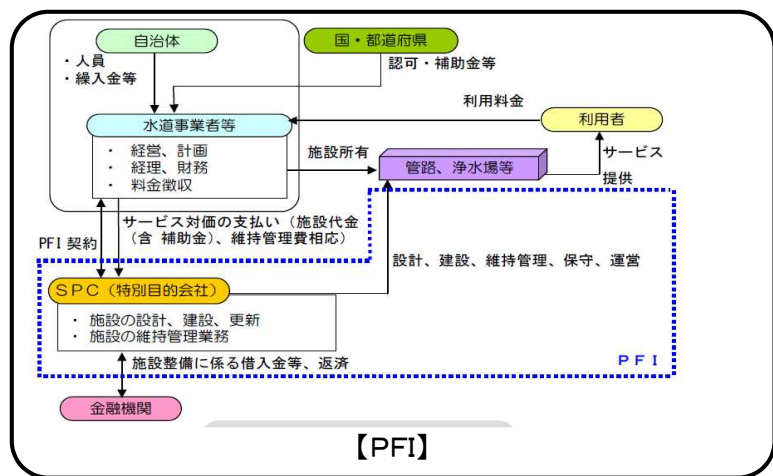 自治体
国・都道府県
・人員
・繰入金等
認可・補助金等
利用料金
水道事業者等
利用者
・ 経営、計画
・ 経理、財務
・ 料金徴収
施設所有
管路、浄水場等
サービス
提供
サービス対価の支払い（施設代金
（含 補助金）、維持管理費相応）
PFI 契約
設計、建設、維持管理、保守、運営
ＳＰＣ（特別目的会社）
・ 施設の設計、建設、更新
・ 施設の維持管理業務
施設整備に係る借入金等、返済
ＰＦＩ
金融機関
【PFI】